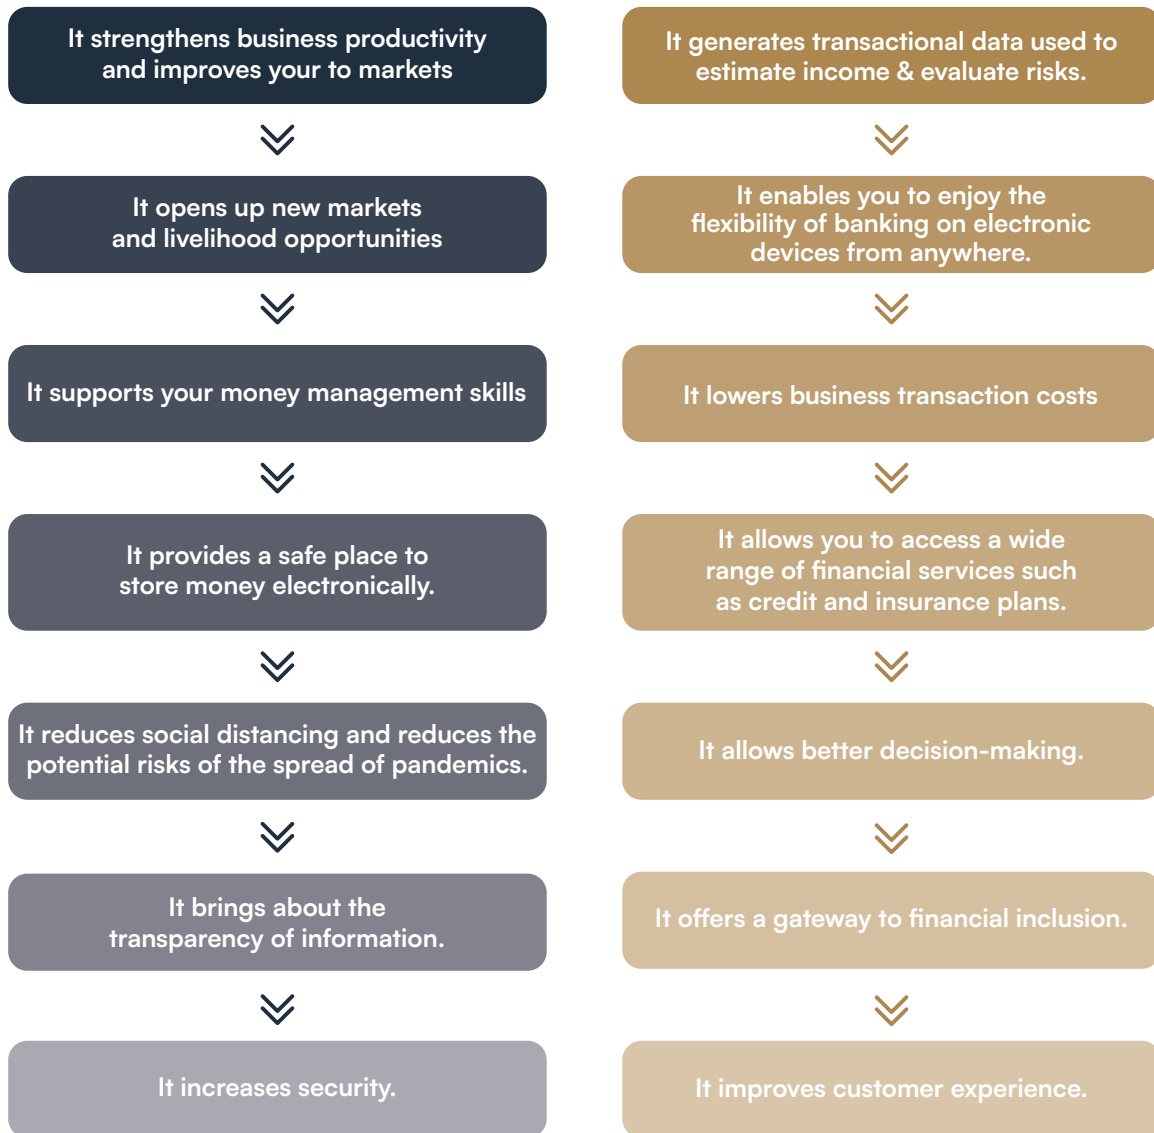 It strengthens business productivity
and improves your to markets
It opens up new markets
and livelihood opportunities
It supports your money management skills
It provides a safe place to
store money electronically.
It reduces social distancing and reduces the
potential risks of the spread of pandemics.
It brings about the
transparency of information.
It increases security.
It generates transactional data used to
estimate income & evaluate risks.
It enables you to enjoy the
flexibility of banking on electronic
devices from anywhere.
It lowers business transaction costs
It allows you to access a wide
range of financial services such
as credit and insurance plans.
It allows better decision-making.
It offers a gateway to financial inclusion.
It improves customer experience.